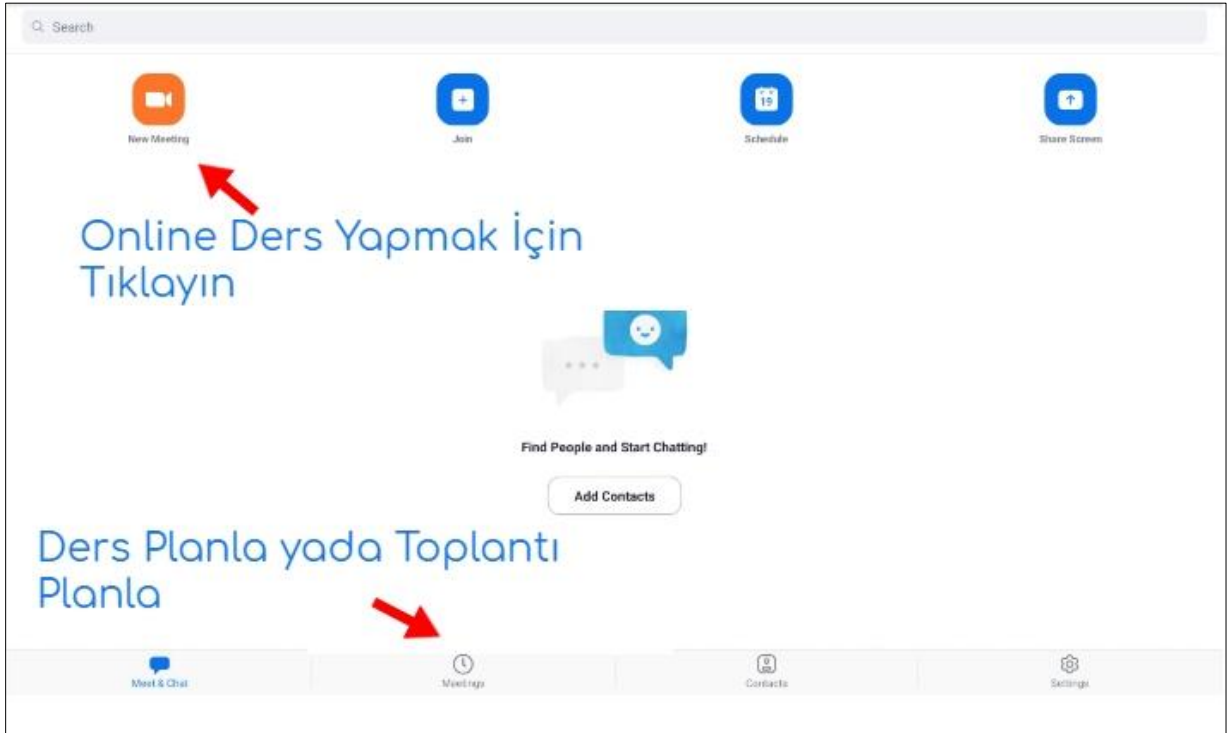 Search
New Meeting
Join
19
Schedule
Share Screen
Online Ders Yapmak İçin
Tıklayın
Find People and Start Chatting!
Add Contacts
Ders Planla yada Toplantı
Planla
Meet & Chat
Meetings
Contacts
Settings